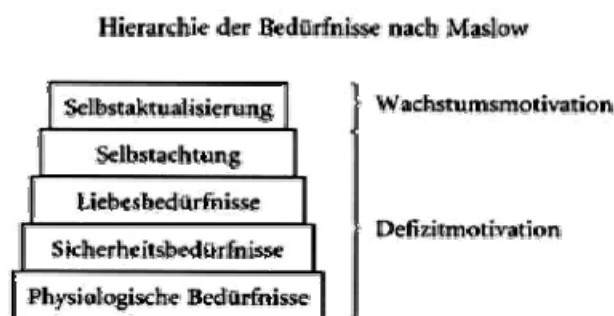 Hierarchie der Bedürfnisse nach Maslow
Selbstaktualisierung
Wachstumsmotivation
Selbstachtung
Liebesbedürfnisse
Defizitmotivation
Sicherheitsbedürfnisse
Physiologische Bedürfnisse